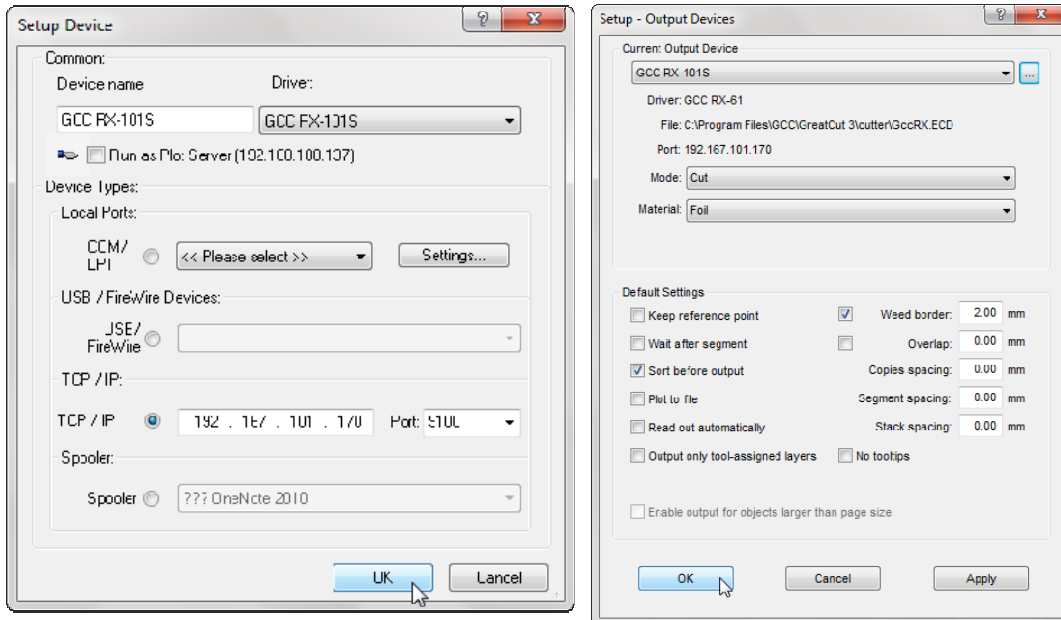 Setup Device
Common:
Device name
Driver:
GCC RX-101S
GCC RX-101S
Run as Plot Server (192.168.100.137)
Device Types:
Local Ports:
COM/
LPT
<< Please select >>
Settings...
USB / FireWire Devices:
USB/
FireWire
TCP / IP:
TCP / IP
192 . 167 . 101 . 170
Port: 9100
Spooler:
Spooler
??? OneNote 2010
OK
Cancel
Setup - Output Devices
Current Output Device
GCC RX 101S
...
Driver: GCC RX-61
File: C:\Program Files\GCC\GreatCut 3\cutter\GccRX.ECD
Port: 192.167.101.170
Mode: Cut
Material: Foil
Default Settings
Keep reference point
Weed border: 2.00 mm
Wait after segment
Overlap: 0.00 mm
Sort before output
Copies spacing: 0.00 mm
Plot to file
Segment spacing: 0.00 mm
Read out automatically
Stack spacing: 0.00 mm
Output only tool-assigned layers
No tooltips
Enable output for objects larger than page size
OK
Cancel
Apply